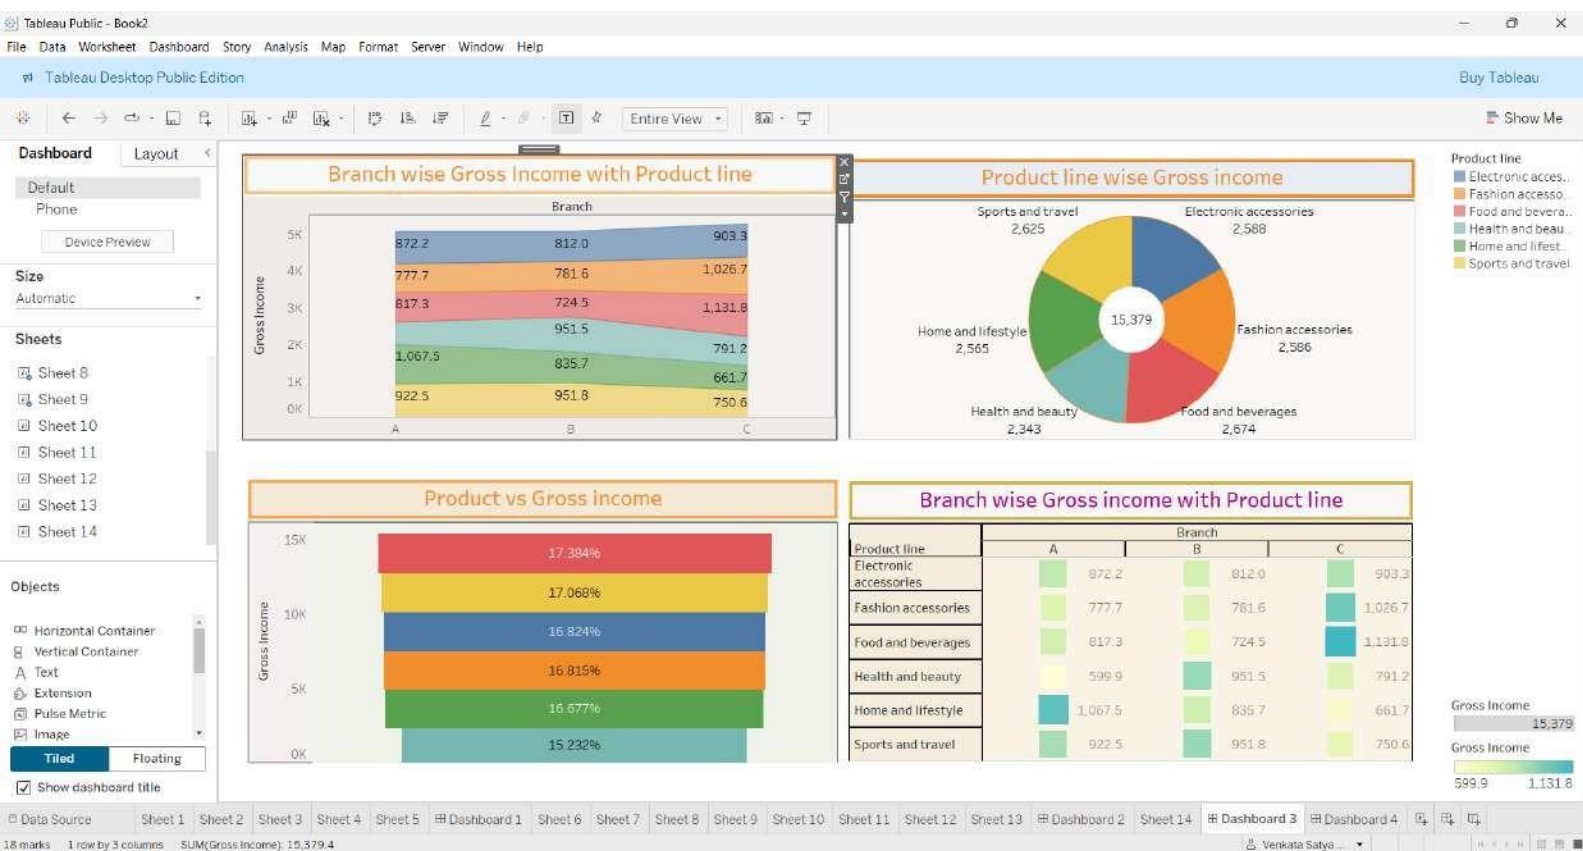 Tableau Public - Book2
File Data Worksheet Dashboard Story Analysis Map Format Server Window Help
Tableau Desktop Public Edition
Buy Tableau
Entire View
Show Me
Dashboard
Layout
Default
Phone
Device Preview
Size
Automatic
Sheets
Sheet 8
Sheet 9
Sheet 10
Sheet 11
Sheet 12
Sheet 13
Sheet 14
Objects
Horizontal Container
Vertical Container
A Text
Extension
Pulse Metric
Image
Tiled
Floating
Show dashboard title
Branch wise Gross Income with Product line
Branch
Gross Income
5K
4K
3K
2K
1K
0K
872.2 812.0 903.3
777.7 781.6 1,026.7
817.3 724.5 1,131.8
951.5 791.2
1,067.5 835.7 661.7
922.5 951.8 750.6
A B C
Product line wise Gross income
Sports and travel
2,625
Electronic accessories
2,588
Home and lifestyle
2,565
15,379
Fashion accessories
2,586
Health and beauty
2,343
Food and beverages
2,674
Product line
Electronic acces..
Fashion accesso..
Food and bevera..
Health and beau..
Home and lifest..
Sports and travel
Product vs Gross income
Gross Income
15K
10K
5K
0K
17.384%
17.068%
16.824%
16.815%
16.677%
15.232%
Branch wise Gross income with Product line
Branch
Product line A B C
Electronic
accessories
872.2 812.0 903.3
Fashion accessories 777.7 781.6 1,026.7
Food and beverages 817.3 724.5 1,131.8
Health and beauty 599.9 951.5 791.2
Home and lifestyle 1,067.5 835.7 661.7
Sports and travel 922.5 951.8 750.6
Gross Income
15,379
Gross Income
599.9 1,131.8
Data Source Sheet 1 Sheet 2 Sheet 3 Sheet 4 Sheet 5 Dashboard 1 Sheet 6 Sheet 7 Sheet 8 Sheet 9 Sheet 10 Sheet 11 Sheet 12 Sheet 13 Dashboard 2 Sheet 14 Dashboard 3 Dashboard 4
18 marks 1 row by 3 columns SUM(Gross Income): 15,379.4
Venkata Satya ...